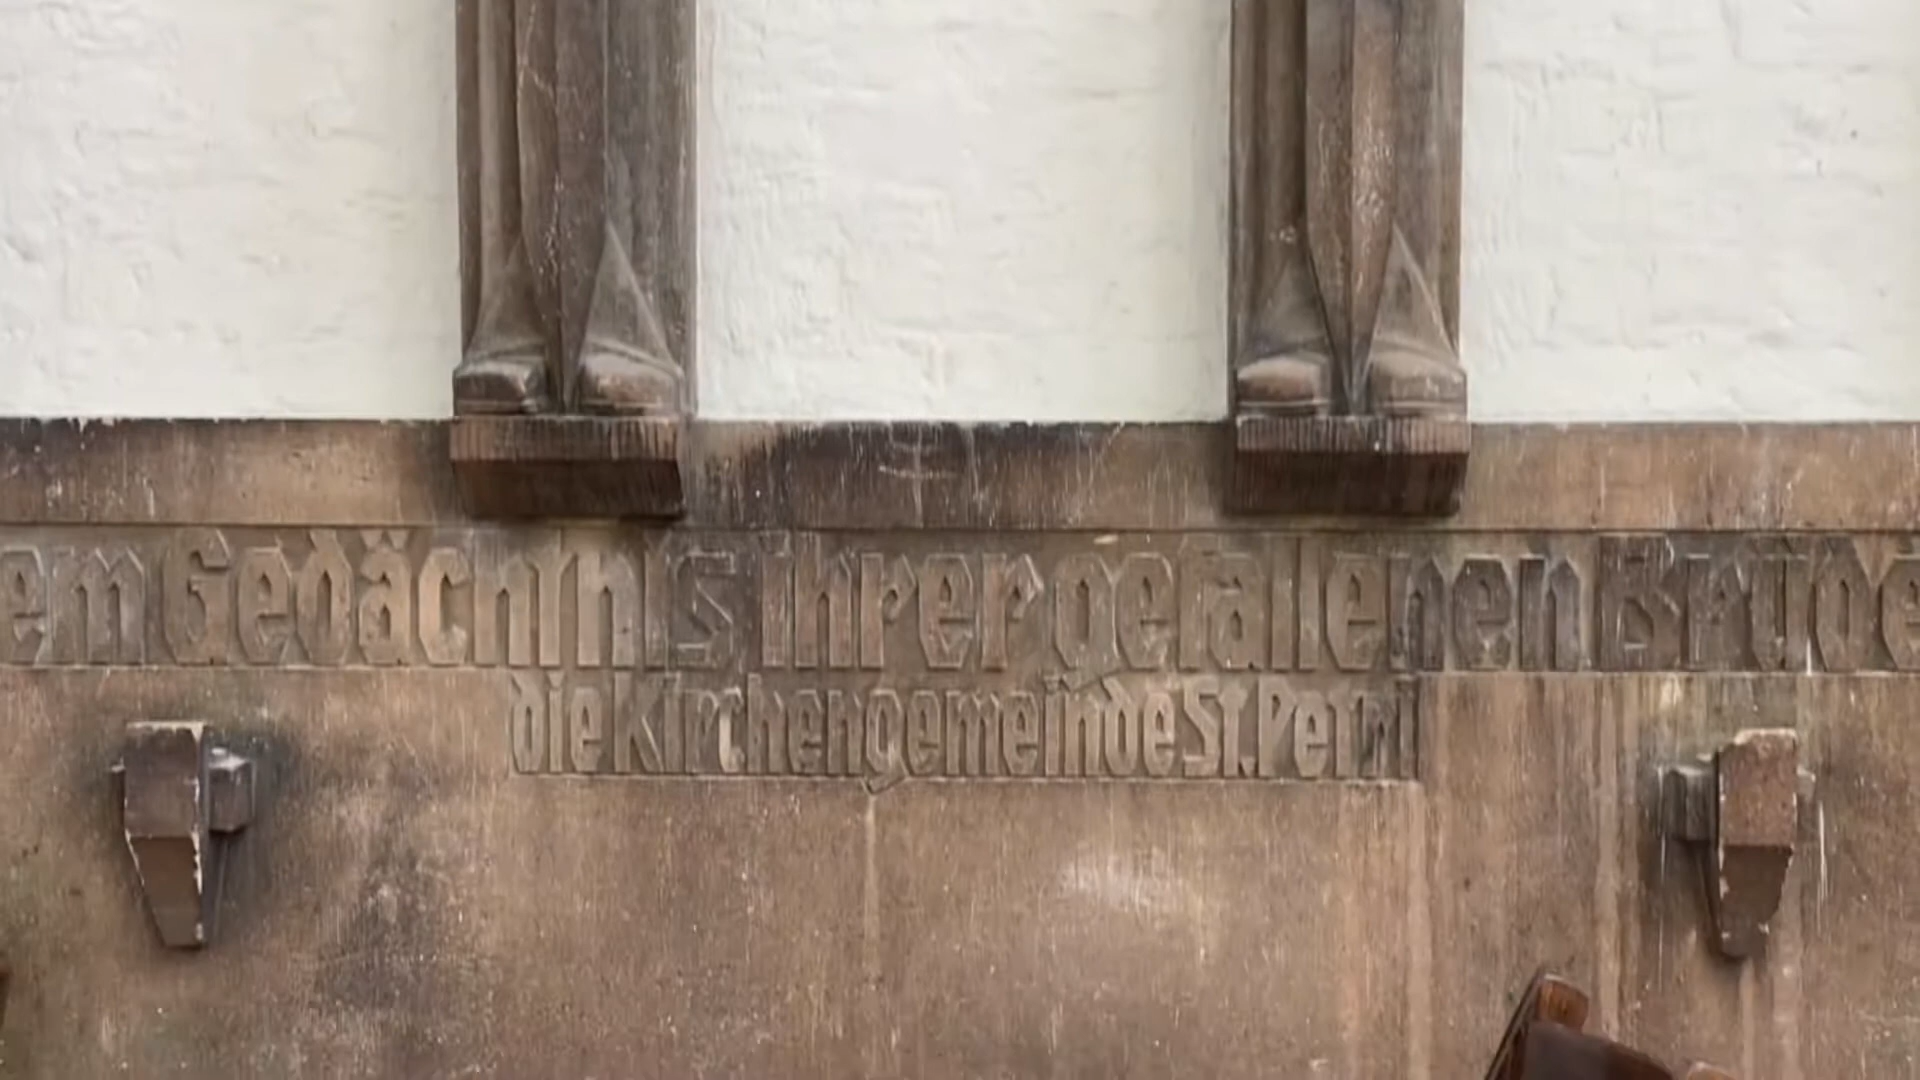 em Gedächtnis ihrer gefallenen Brüde
die Kirchengemeinde St. Petri